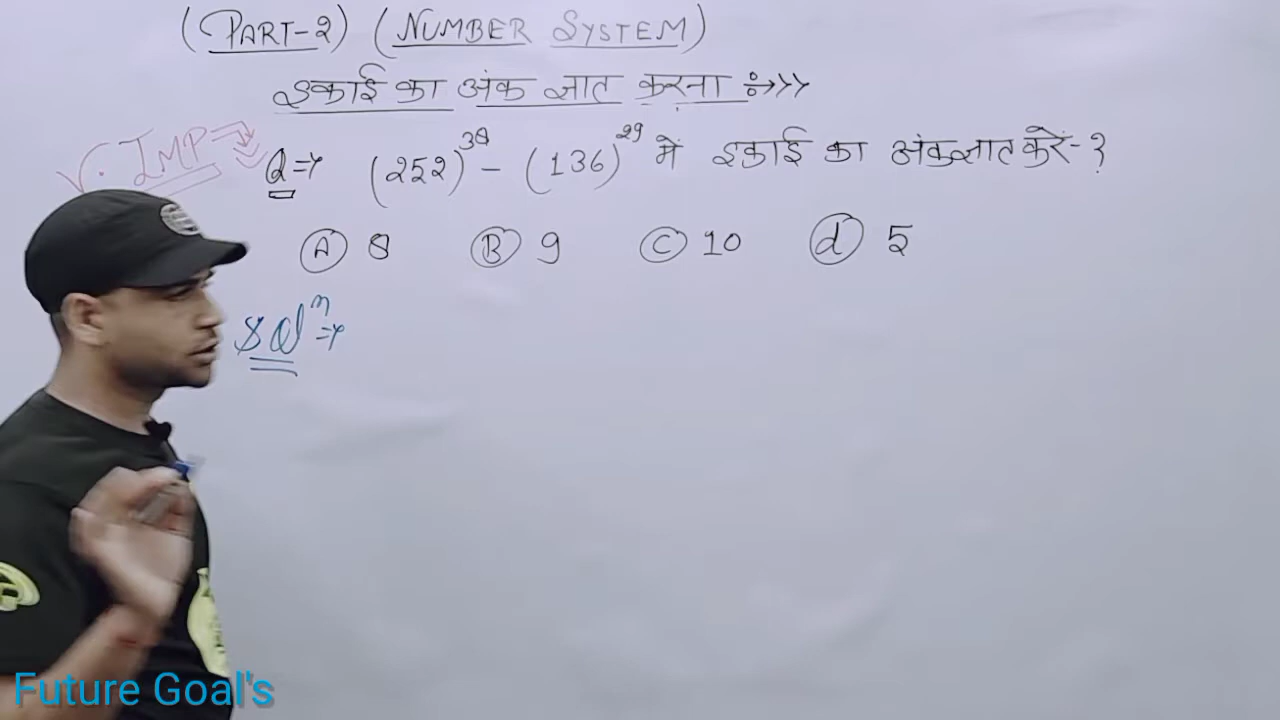 (PART-2) (NUMBER SYSTEM)
इकाई का अंक ज्ञात करना :→>>
V. IMP
Q ⇒ (252)^38 - (136)^29 में इकाई का अंक ज्ञात करें - ?
(A) 8 (B) 9 (C) 10 (d) 5
Solⁿ ⇒
Future Goal's